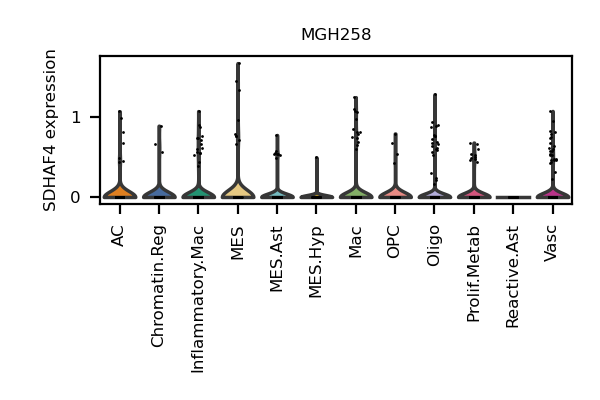 MGH258
SDHAF4 expression
1
0
AC
Chromatin.Reg
Inflammatory.Mac
MES
MES.Ast
MES.Hyp
Mac
OPC
Oligo
Prolif.Metab
Reactive.Ast
Vasc